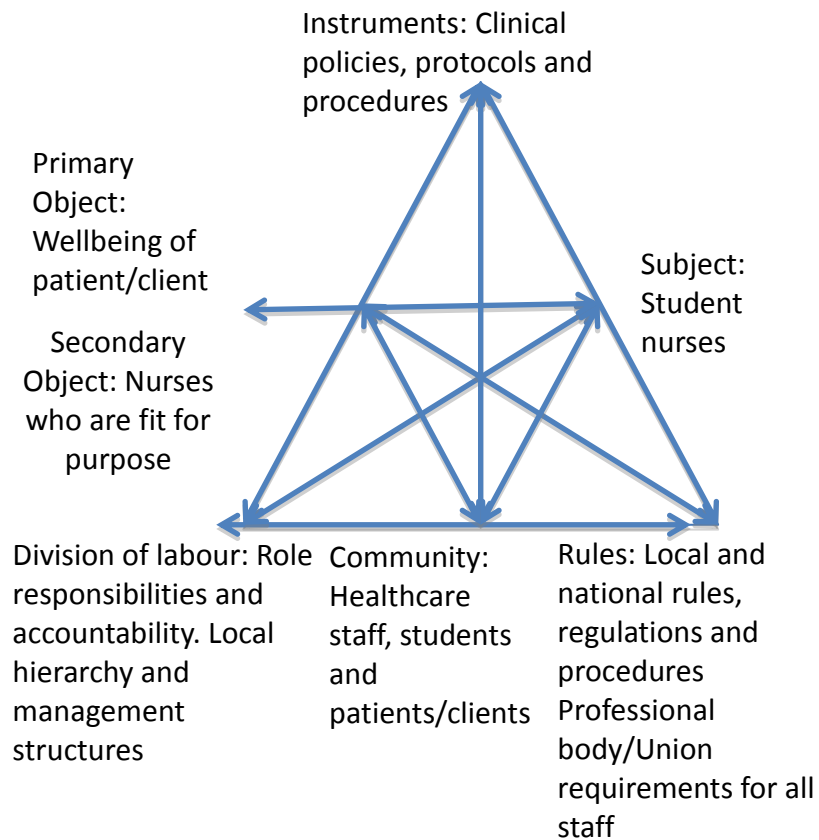 Instruments: Clinical
policies, protocols and
procedures
Primary
Object:
Wellbeing of
patient/client
Subject:
Student
nurses
Secondary
Object: Nurses
who are fit for
purpose
Division of labour: Role
responsibilities and
accountability. Local
hierarchy and
management
structures
Community:
Healthcare
staff, students
and
patients/clients
Rules: Local and
national rules,
regulations and
procedures
Professional
body/Union
requirements for all
staff